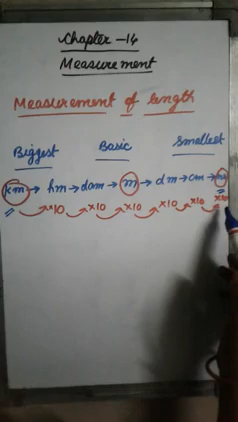 Chapter -14
Measurement
Measurement of length
Biggest Basic Smallest
km → hm → dam → m → dm → cm →
×10 ×10 ×10 ×10 ×10